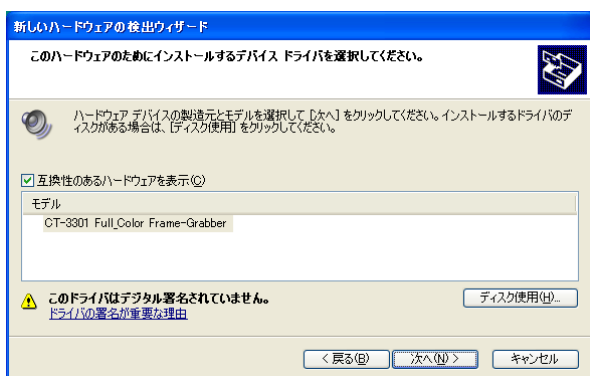 新しいハードウェアの検出ウィザード
このハードウェアのためにインストールするデバイス ドライバを選択してください。
ハードウェア デバイスの製造元とモデルを選択して [次へ] をクリックしてください。インストールするドライバのデ
ィスクがある場合は、[ディスク使用] をクリックしてください。
互換性のあるハードウェアを表示(C)
モデル
CT-3301 Full_Color Frame-Grabber
このドライバはデジタル署名されていません。
ディスク使用(H)...
ドライバの署名が重要な理由
< 戻る(B)
次へ(N) >
キャンセル